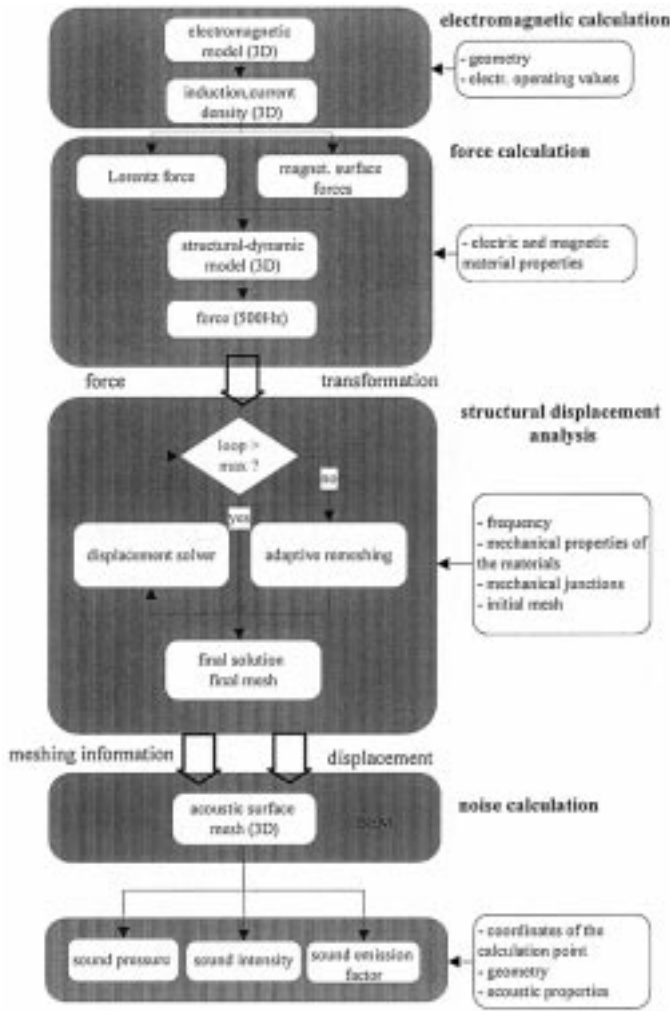 electromagnetic calculation
electromagnetic
model (3D)
- geometry
- electr. operating values
induction,current
density (3D)
force calculation
Lorentz force
magnet. surface
forces
structural-dynamic
model (3D)
- electric and magnetic
material properties
force (500Hz)
force
transformation
structural displacement
analysis
loop >
max ?
no
yes
displacement solver
adaptive remeshing
- frequency
- mechanical properties of
the materials
- mechanical junctions
- initial mesh
final solution
final mesh
meshing information
displacement
noise calculation
acoustic surface
mesh (3D)
sound pressure
sound intensity
sound emission
factor
- coordinates of the
calculation point
- geometry
- acoustic properties